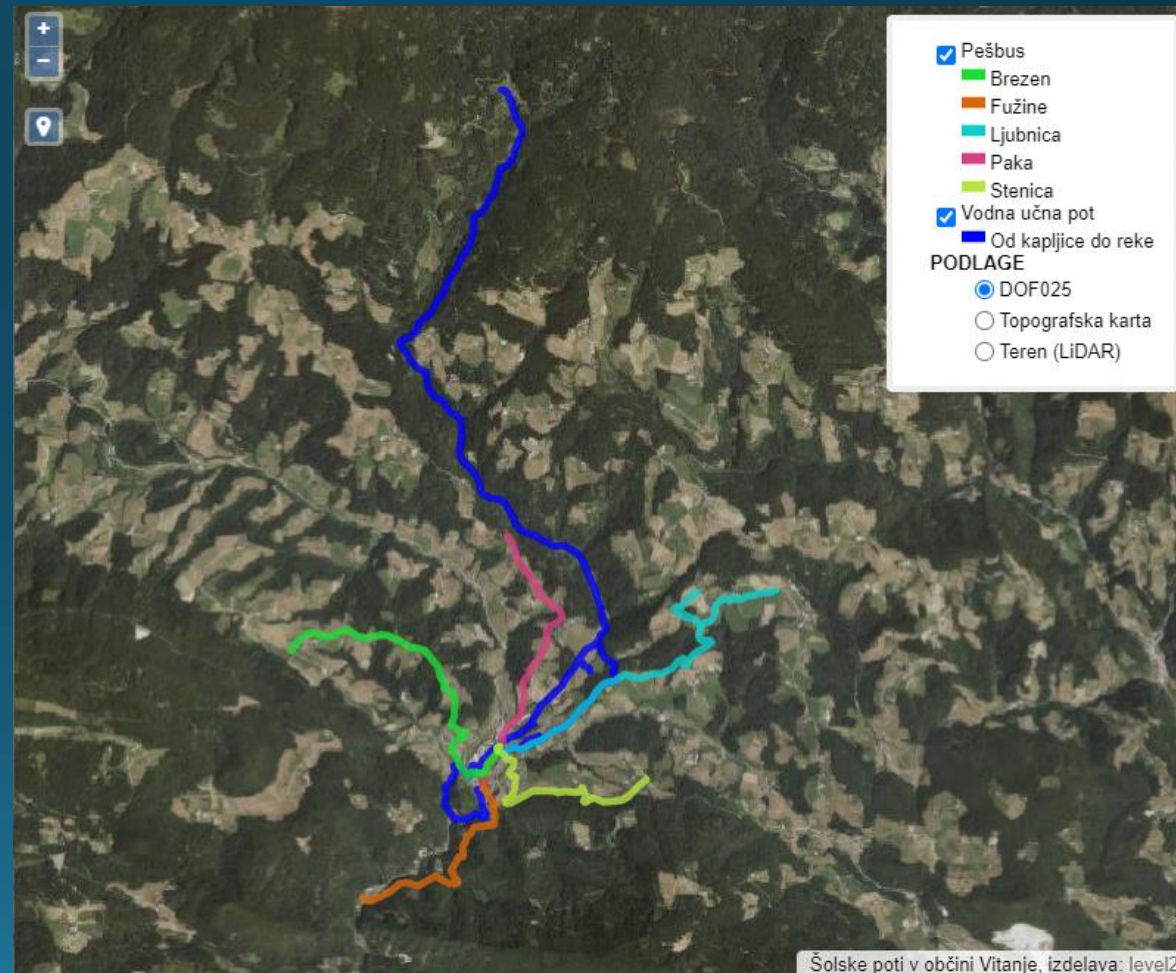 +
−
Pešbus
Brezen
Fužine
Ljubnica
Paka
Stenica
Vodna učna pot
Od kapljice do reke
PODLAGE
DOF025
Topografska karta
Teren (LiDAR)
Šolske poti v občini Vitanje, izdelava: level2